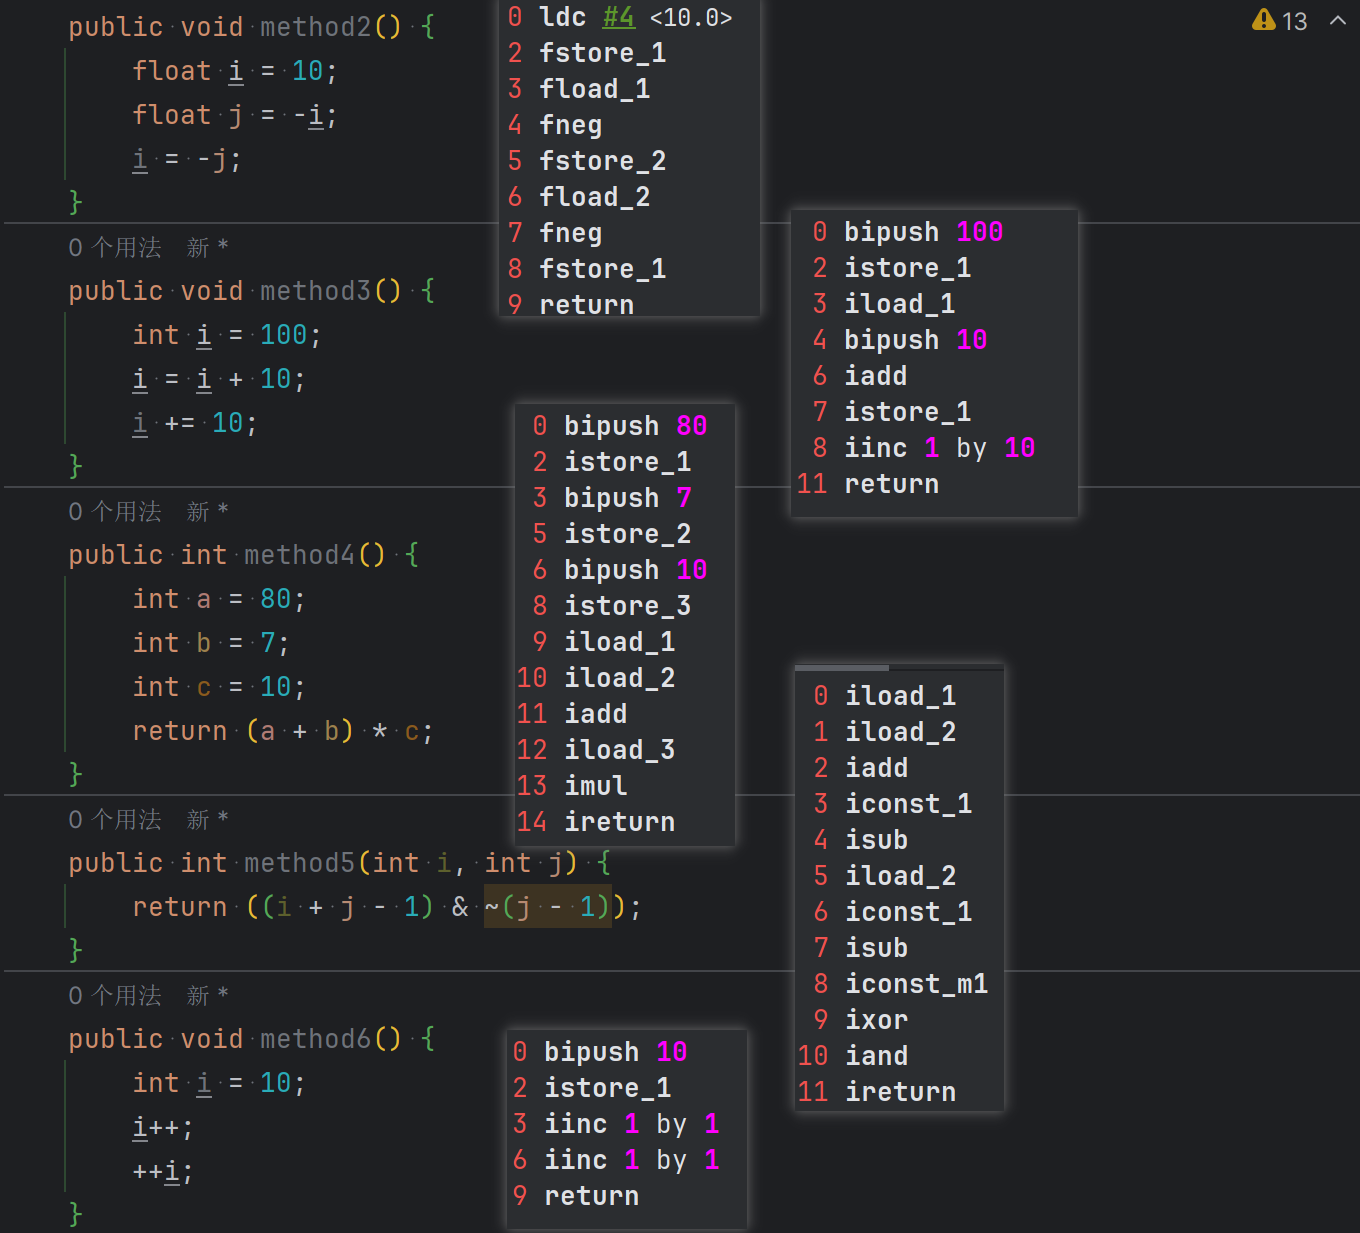 public void method2() {
    float i = 10;
    float j = -i;
    i = -j;
}
0 ldc #4 <10.0>
2 fstore_1
3 fload_1
4 fneg
5 fstore_2
6 fload_2
7 fneg
8 fstore_1
9 return
13
0 个用法 新 *
public void method3() {
    int i = 100;
    i = i + 10;
    i += 10;
}
0 bipush 100
2 istore_1
3 iload_1
4 bipush 10
6 iadd
7 istore_1
8 iinc 1 by 10
11 return
0 个用法 新 *
public int method4() {
    int a = 80;
    int b = 7;
    int c = 10;
    return (a + b) * c;
}
0 bipush 80
2 istore_1
3 bipush 7
5 istore_2
6 bipush 10
8 istore_3
9 iload_1
10 iload_2
11 iadd
12 iload_3
13 imul
14 ireturn
0 个用法 新 *
public int method5(int i, int j) {
    return ((i + j - 1) & ~(j - 1));
}
0 iload_1
1 iload_2
2 iadd
3 iconst_1
4 isub
5 iload_2
6 iconst_1
7 isub
8 iconst_m1
9 ixor
10 iand
11 ireturn
0 个用法 新 *
public void method6() {
    int i = 10;
    i++;
    ++i;
}
0 bipush 10
2 istore_1
3 iinc 1 by 1
6 iinc 1 by 1
9 return